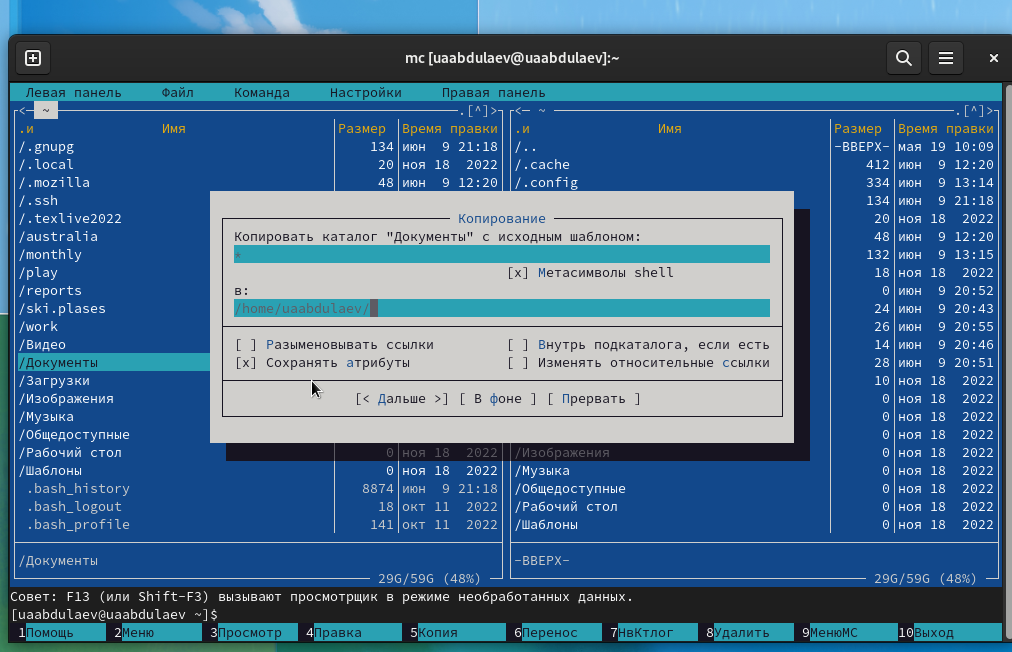 mc [uaabdulaev@uaabdulaev]:~
Левая панель Файл Команда Настройки Правая панель
<— ~ .[^]> <— ~ .[^]>
.и Имя Размер Время правки .и Имя Размер Время правки
/.gnupg 134 июн 9 21:18 /.. -ВВЕРХ- мая 19 10:09
/.local 20 ноя 18 2022 /.cache 412 июн 9 12:20
/.mozilla 48 июн 9 12:20 /.config 334 июн 9 13:14
/.ssh 134 июн 9 21:18
/.texlive2022 Копирование 20 ноя 18 2022
/australia Копировать каталог "Документы" с исходным шаблоном: 48 июн 9 12:20
/monthly * 132 июн 9 13:15
/play [x] Метасимволы shell 18 ноя 18 2022
/reports в: 0 июн 9 20:52
/ski.plases /home/uaabdulaev/ 24 июн 9 20:43
/work 26 июн 9 20:55
/Видео [ ] Разыменовывать ссылки [ ] Внутрь подкаталога, если есть 14 июн 9 20:46
/Документы [x] Сохранять атрибуты [ ] Изменять относительные ссылки 28 июн 9 20:51
/Загрузки 10 ноя 18 2022
/Изображения [< Дальше >] [ В фоне ] [ Прервать ] 0 ноя 18 2022
/Музыка 0 ноя 18 2022
/Общедоступные 0 ноя 18 2022
/Рабочий стол 0 ноя 18 2022 /Изображения 0 ноя 18 2022
/Шаблоны 0 ноя 18 2022 /Музыка 0 ноя 18 2022
.bash_history 8874 июн 9 21:18 /Общедоступные 0 ноя 18 2022
.bash_logout 18 окт 11 2022 /Рабочий стол 0 ноя 18 2022
.bash_profile 141 окт 11 2022 /Шаблоны 0 ноя 18 2022
/Документы -ВВЕРХ-
29G/59G (48%) 29G/59G (48%)
Совет: F13 (или Shift-F3) вызывают просмотрщик в режиме необработанных данных.
[uaabdulaev@uaabdulaev ~]$
1Помощь 2Меню 3Просмотр 4Правка 5Копия 6Перенос 7НвКтлог 8Удалить 9МенюМС 10Выход